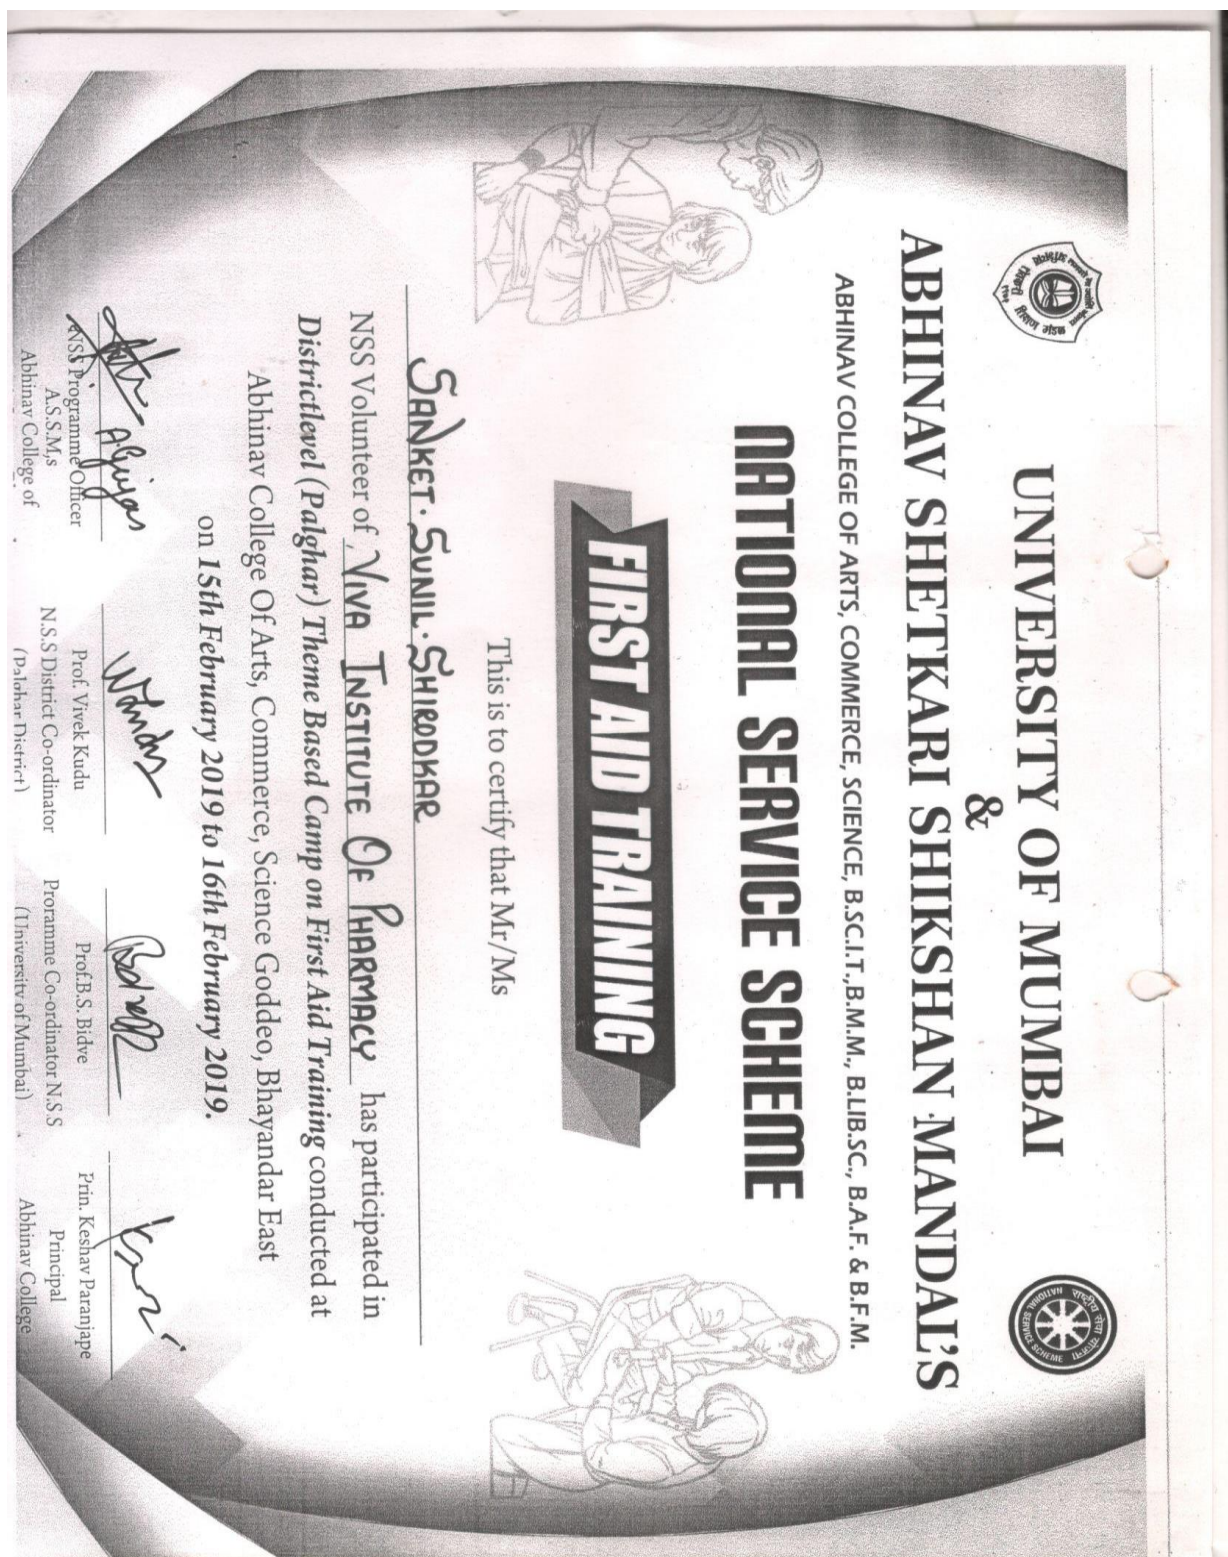 UNIVERSITY OF MUMBAI
&
ABHINAV SHETKARI SHIKSHAN MANDAL'S
ABHINAV COLLEGE OF ARTS, COMMERCE, SCIENCE, B.SC.I.T.,B.M.M., B.LIB.SC., B.A.F. & B.F.M.
NATIONAL SERVICE SCHEME
FIRST AID TRAINING
This is to certify that Mr/Ms
SANKET. SUNIL. SHIRODKAR
NSS Volunteer of VIVA INSTITUTE OF PHARMACY has participated in
Districtlevel (Palghar) Theme Based Camp on First Aid Training conducted at
Abhinav College Of Arts, Commerce, Science Goddeo, Bhayandar East
on 15th February 2019 to 16th February 2019.
NSS Programme Officer
A.S.S.M,s
Abhinav College of
Prof. Vivek Kudu
N.S.S District Co-ordinator
(Palghar District)
Prof.B.S. Bidve
Programme Co-ordinator N.S.S
(University of Mumbai)
Prin. Keshav Paranjape
Principal
Abhinav College
राष्ट्रीय सेवा योजना
NATIONAL SERVICE SCHEME